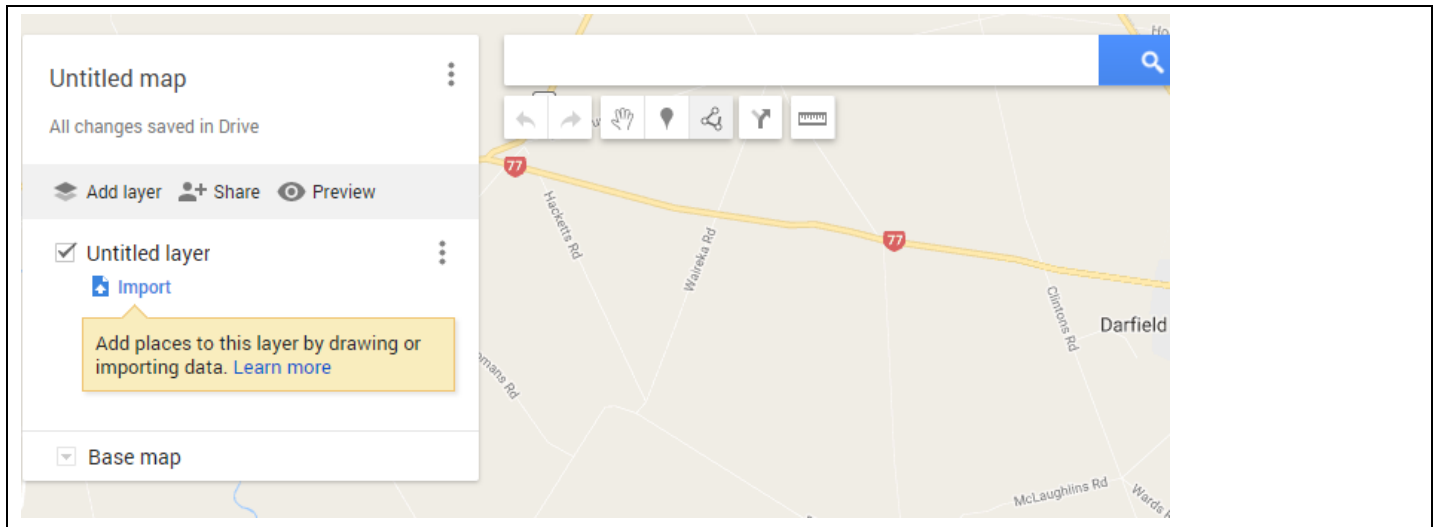 Untitled map
All changes saved in Drive
Add layer Share Preview
Untitled layer
Import
Add places to this layer by drawing or
importing data. Learn more
Base map
77
Hacketts Rd
Waireka Rd
77
Clintons Rd
Darfield
McLaughlins Rd